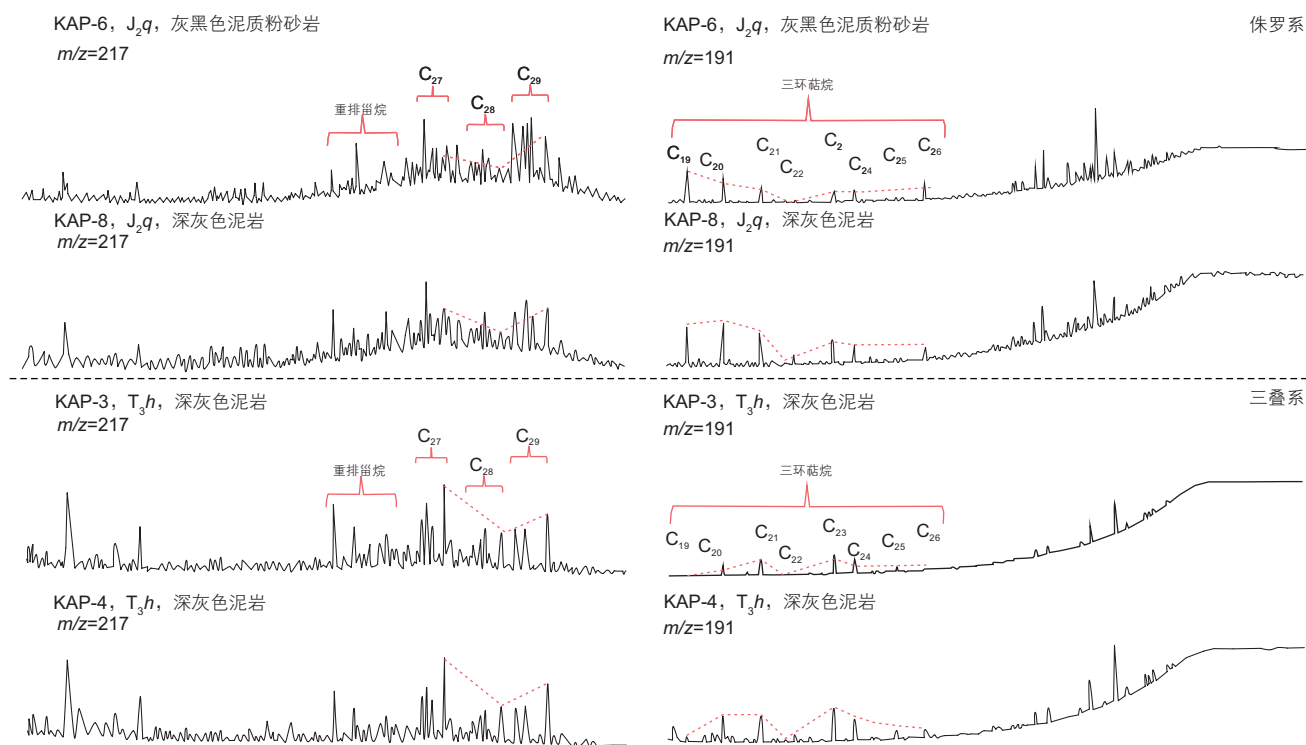 KAP-6，J₂q，灰黑色泥质粉砂岩
m/z=217
重排甾烷
C₂₇
C₂₈
C₂₉
KAP-6，J₂q，灰黑色泥质粉砂岩
侏罗系
m/z=191
三环萜烷
C₁₉
C₂₀
C₂₁
C₂₂
C₂
C₂₄
C₂₅
C₂₆
KAP-8，J₂q，深灰色泥岩
m/z=217
KAP-8，J₂q，深灰色泥岩
m/z=191
KAP-3，T₃h，深灰色泥岩
m/z=217
重排甾烷
C₂₇
C₂₈
C₂₉
KAP-3，T₃h，深灰色泥岩
三叠系
m/z=191
三环萜烷
C₁₉
C₂₀
C₂₁
C₂₂
C₂₃
C₂₄
C₂₅
C₂₆
KAP-4，T₃h，深灰色泥岩
m/z=217
KAP-4，T₃h，深灰色泥岩
m/z=191